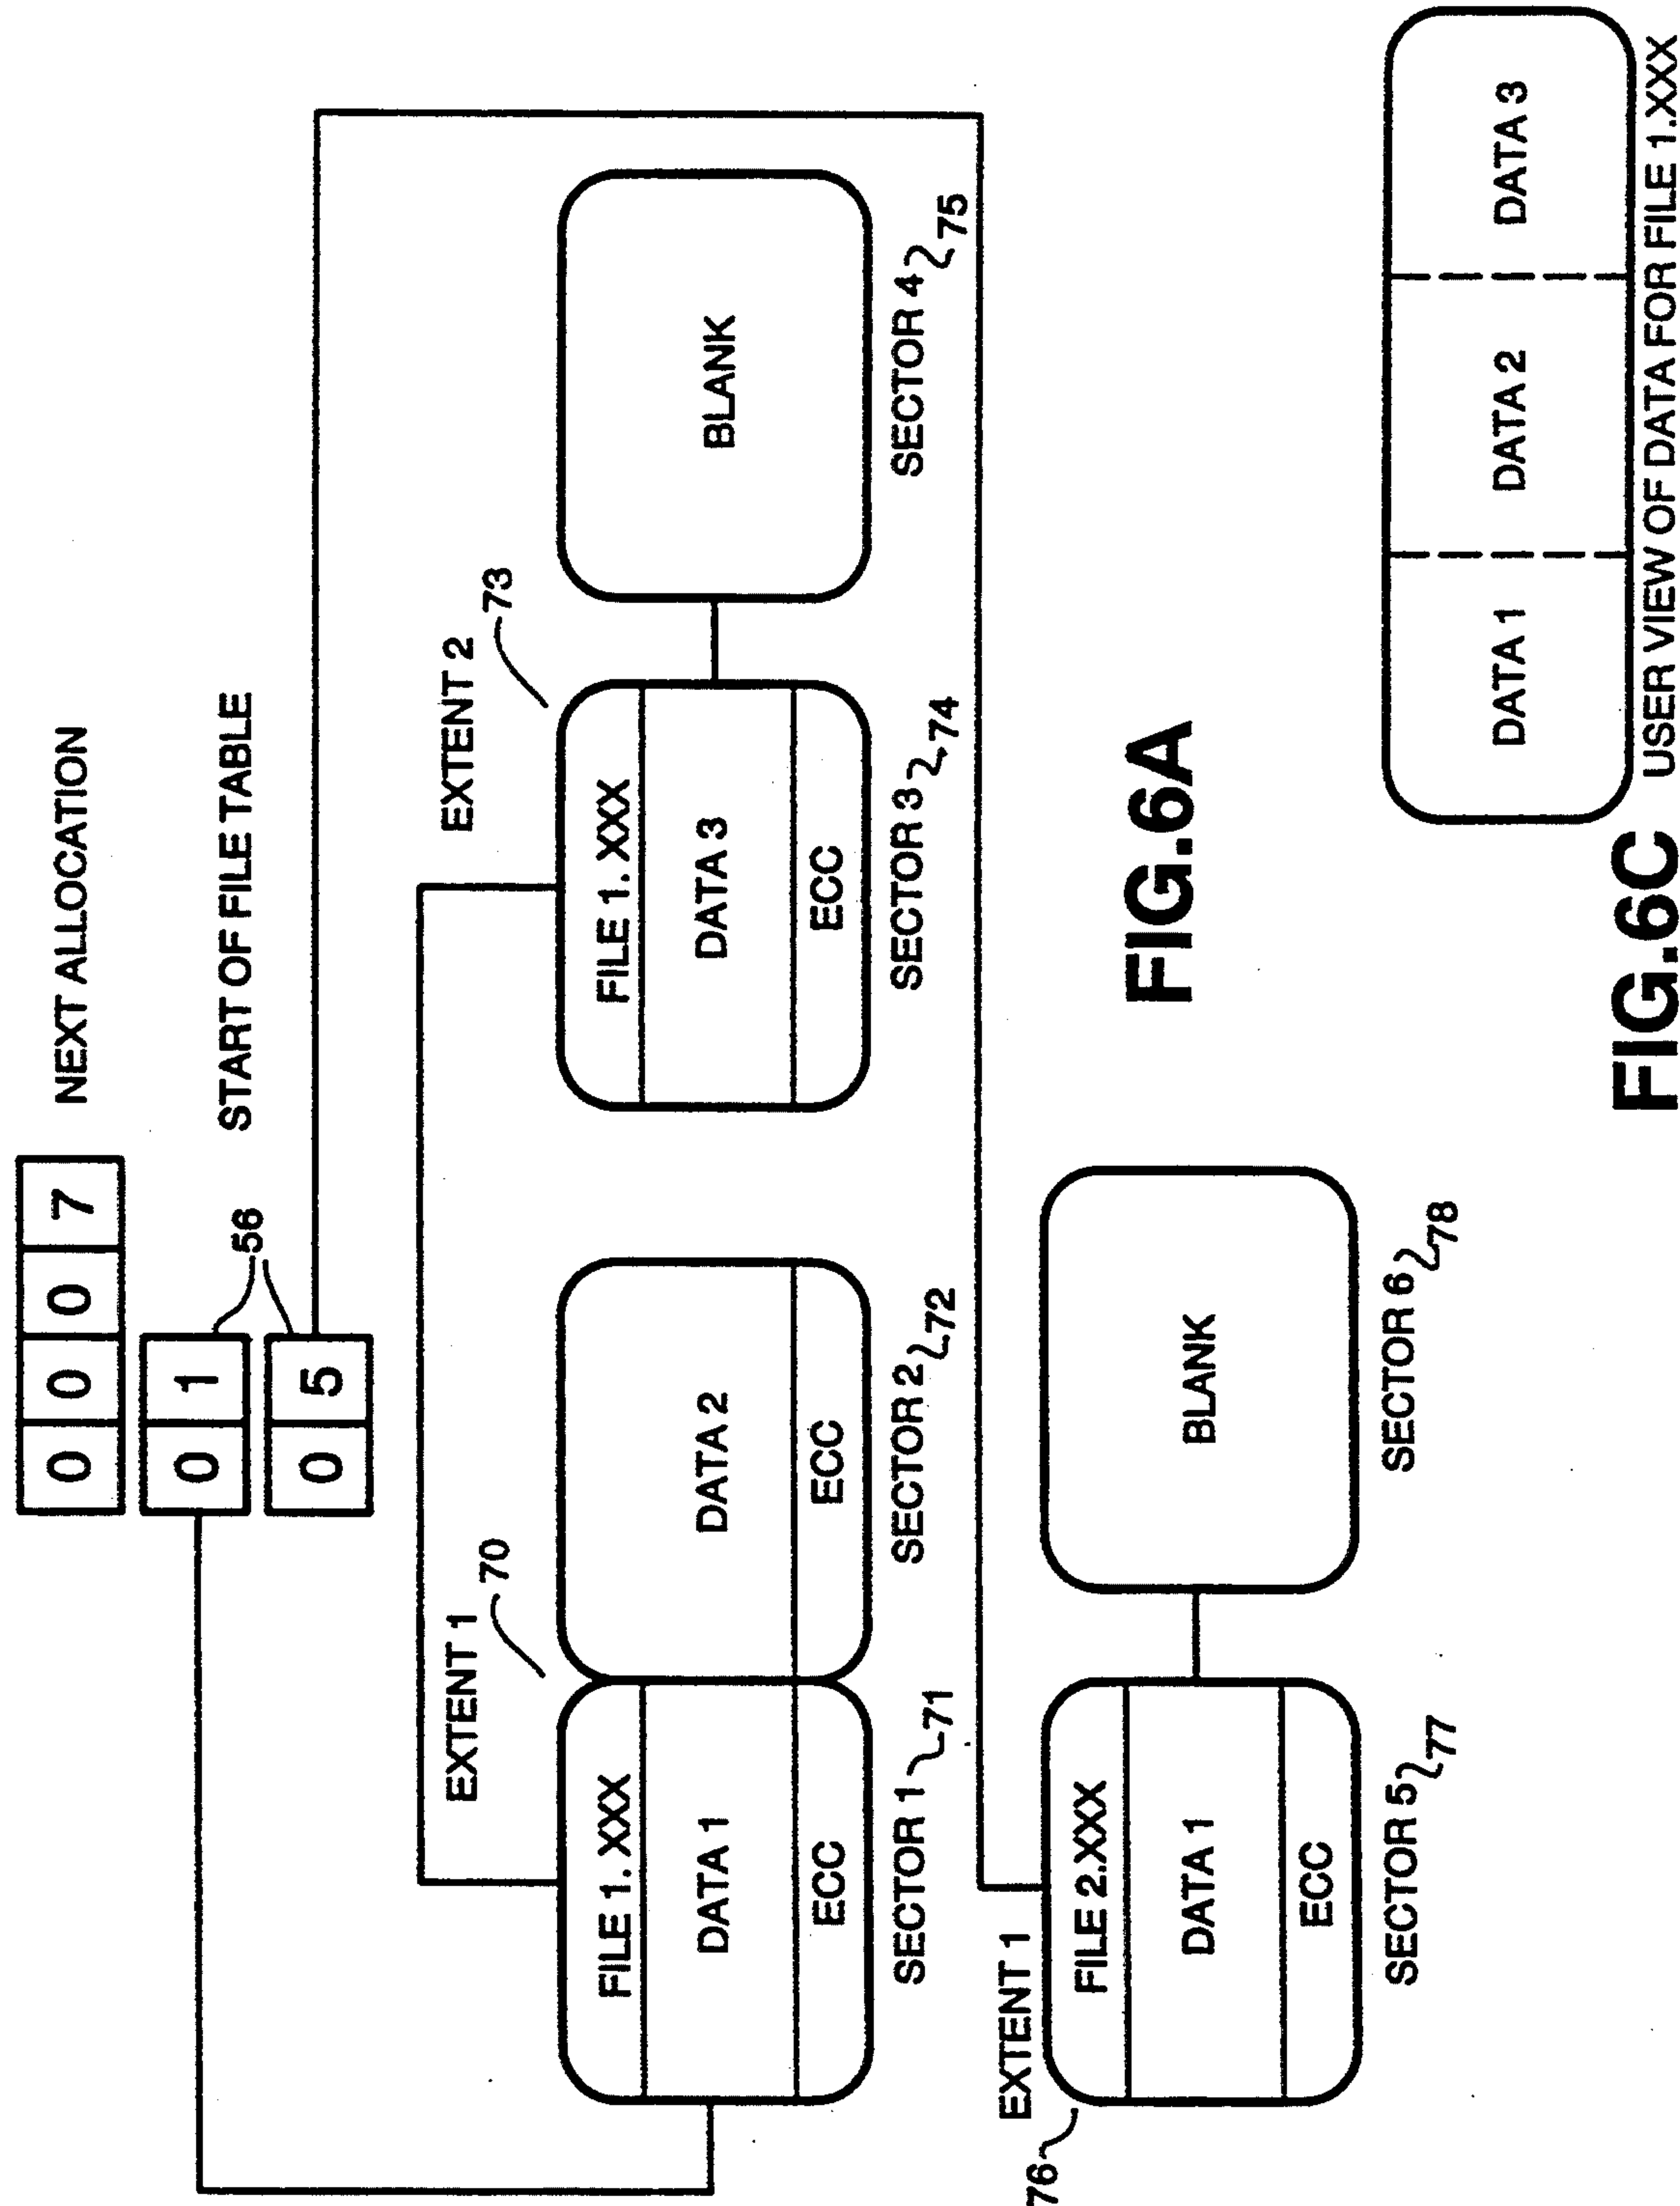 0 0 0 7 NEXT ALLOCATION
0 1 START OF FILE TABLE
56
0 5
EXTENT 1 70
EXTENT 2 73
FILE 1. XXX
DATA 1
ECC
SECTOR 1 71
DATA 2
ECC
SECTOR 2 72
FILE 1. XXX
DATA 3
ECC
SECTOR 3 74
BLANK
SECTOR 4 75
EXTENT 1
76
FILE 2.XXX
DATA 1
ECC
SECTOR 5 77
BLANK
SECTOR 6 78
FIG.6A
DATA 1 DATA 2 DATA 3
FIG.6C USER VIEW OF DATA FOR FILE 1.XXX